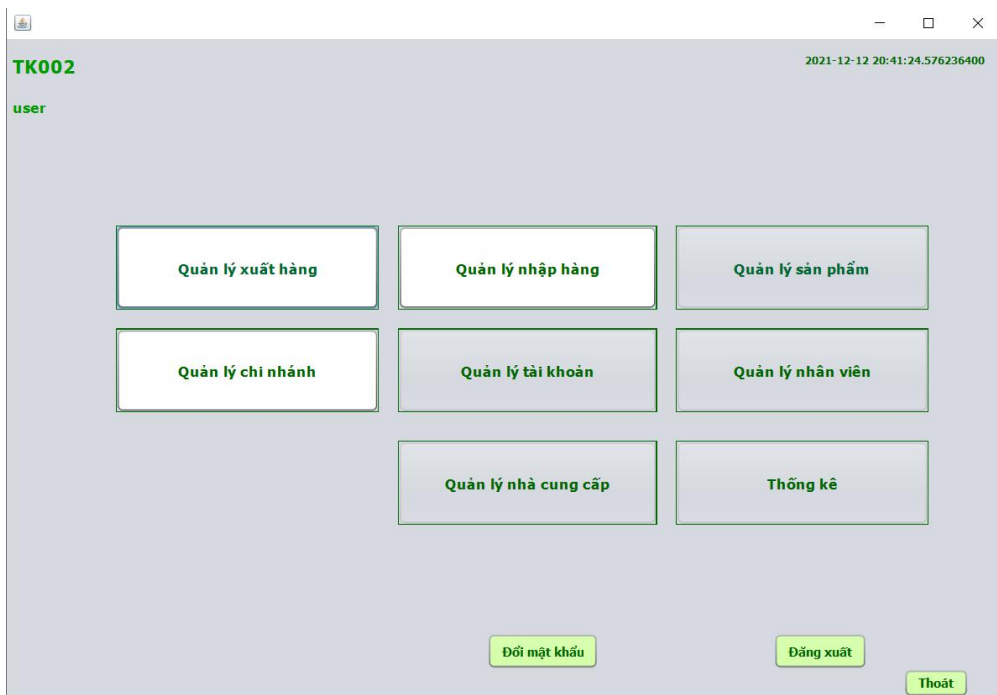 TK002
2021-12-12 20:41:24.576236400
user
Quản lý xuất hàng
Quản lý nhập hàng
Quản lý sản phẩm
Quản lý chi nhánh
Quản lý tài khoản
Quản lý nhân viên
Quản lý nhà cung cấp
Thống kê
Đổi mật khẩu
Đăng xuất
Thoát